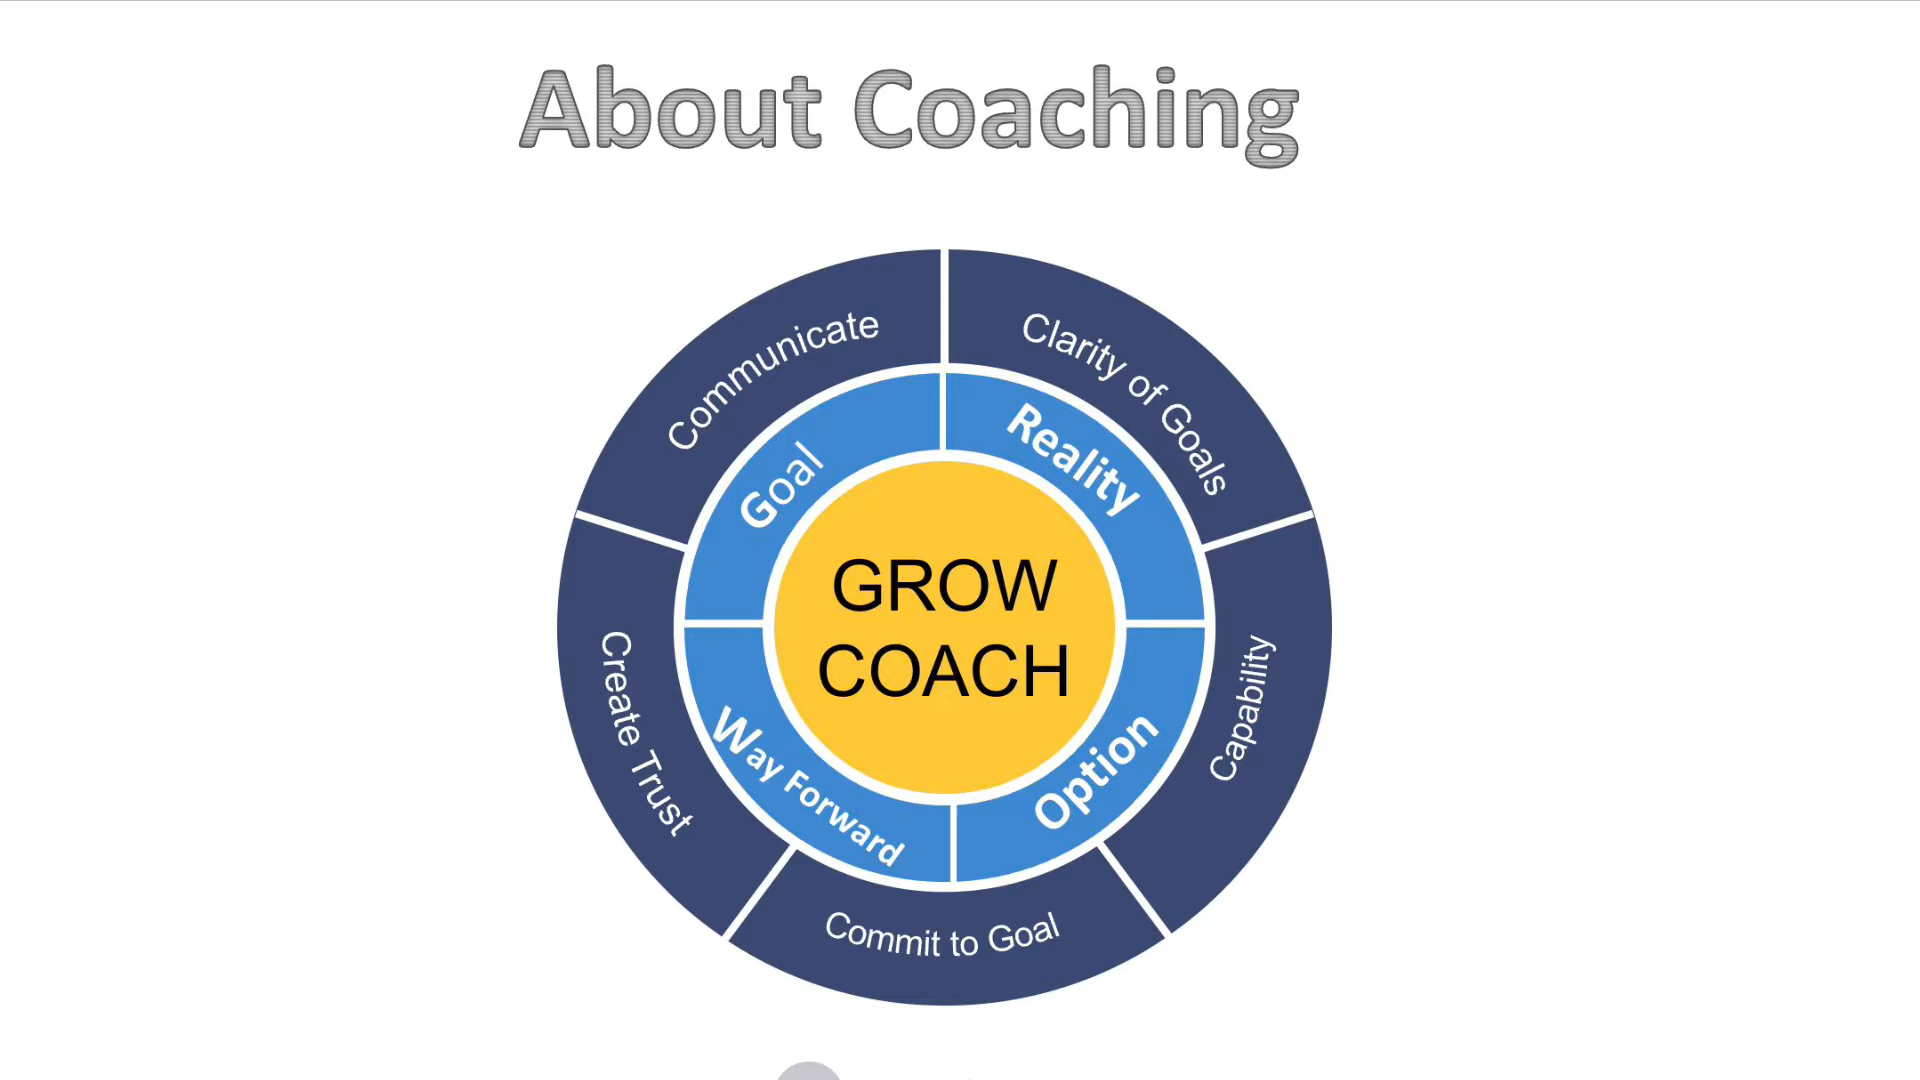 About Coaching
Communicate
Clarity of Goals
Goal
Reality
GROW
COACH
Create Trust
Capability
Way Forward
Option
Commit to Goal